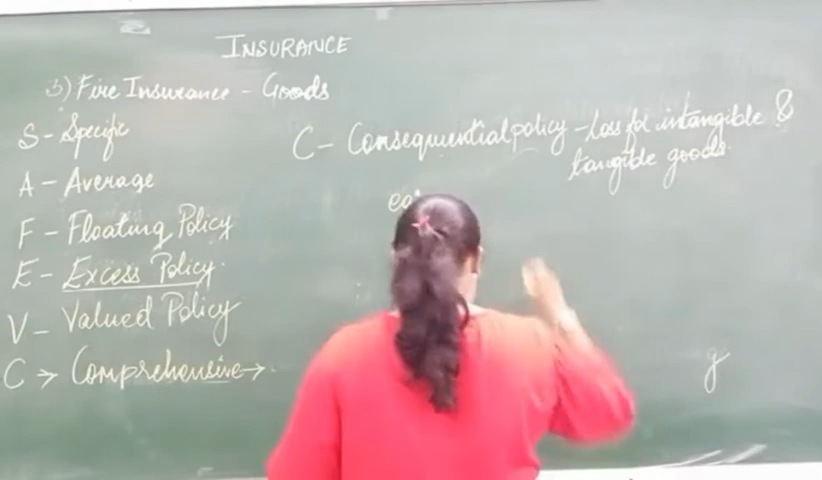 INSURANCE
3) Fire Insurance - Goods
S - Specific
A - Average
F - Floating Policy
E - Excess Policy
V - Valued Policy
C → Comprehensive →
C - Consequential policy - Loss for intangible &
tangible goods.
g